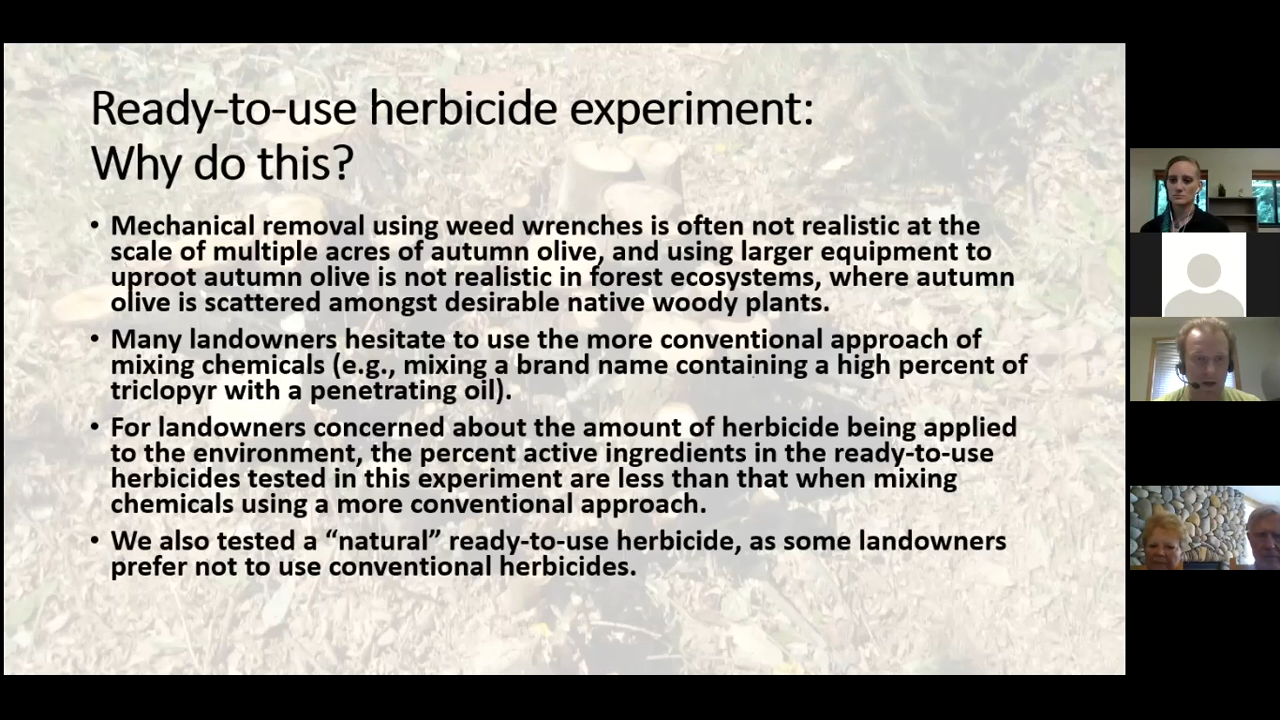 Ready-to-use herbicide experiment:
Why do this?
• Mechanical removal using weed wrenches is often not realistic at the
scale of multiple acres of autumn olive, and using larger equipment to
uproot autumn olive is not realistic in forest ecosystems, where autumn
olive is scattered amongst desirable native woody plants.
• Many landowners hesitate to use the more conventional approach of
mixing chemicals (e.g., mixing a brand name containing a high percent of
triclopyr with a penetrating oil).
• For landowners concerned about the amount of herbicide being applied
to the environment, the percent active ingredients in the ready-to-use
herbicides tested in this experiment are less than that when mixing
chemicals using a more conventional approach.
• We also tested a “natural” ready-to-use herbicide, as some landowners
prefer not to use conventional herbicides.